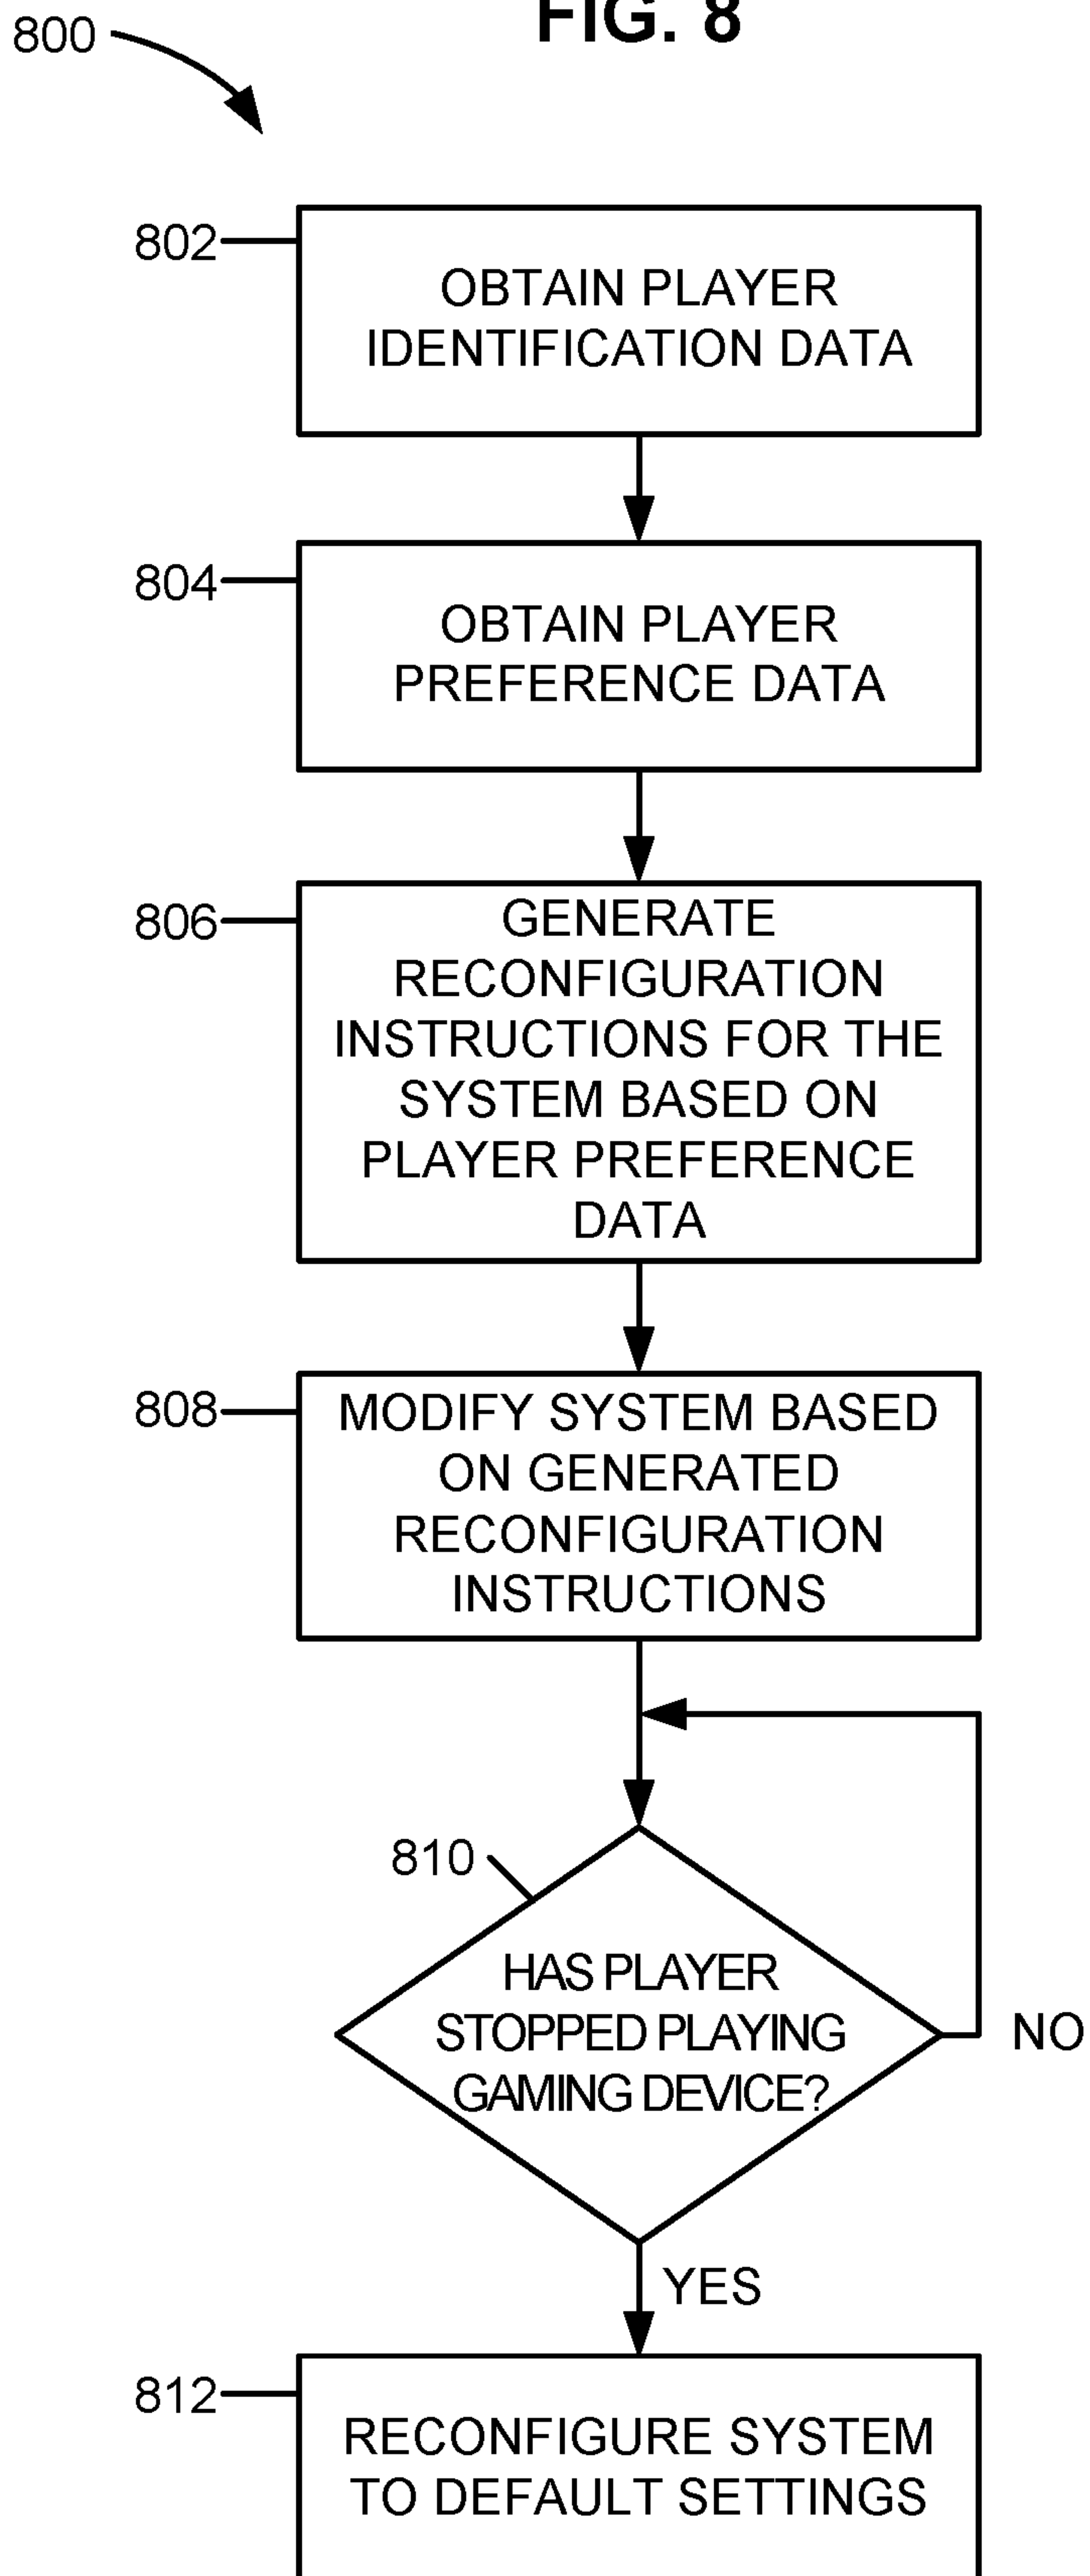 FIG. 8
800
802
OBTAIN PLAYER
IDENTIFICATION DATA
804
OBTAIN PLAYER
PREFERENCE DATA
806
GENERATE
RECONFIGURATION
INSTRUCTIONS FOR THE
SYSTEM BASED ON
PLAYER PREFERENCE
DATA
808
MODIFY SYSTEM BASED
ON GENERATED
RECONFIGURATION
INSTRUCTIONS
810
HAS PLAYER
STOPPED PLAYING
GAMING DEVICE?
NO
YES
812
RECONFIGURE SYSTEM
TO DEFAULT SETTINGS